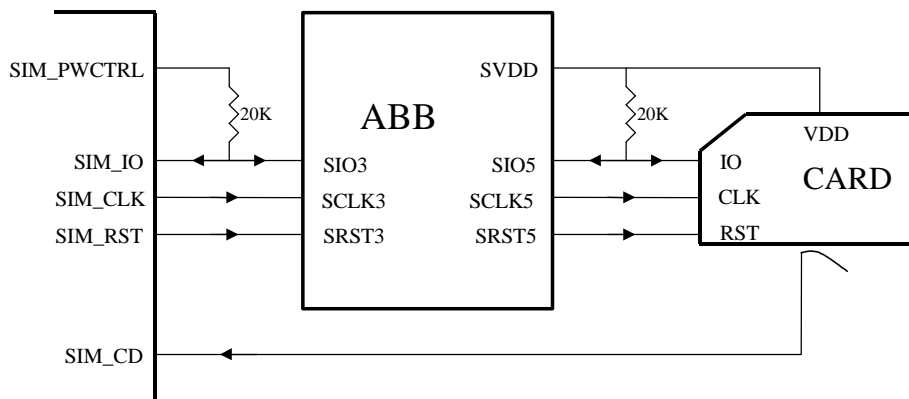 SIM_PWCTRL
20K
SIM_IO
SIM_CLK
SIM_RST
SIM_CD
ABB
SIO3
SCLK3
SRST3
SVDD
SIO5
SCLK5
SRST5
20K
VDD
IO
CARD
CLK
RST